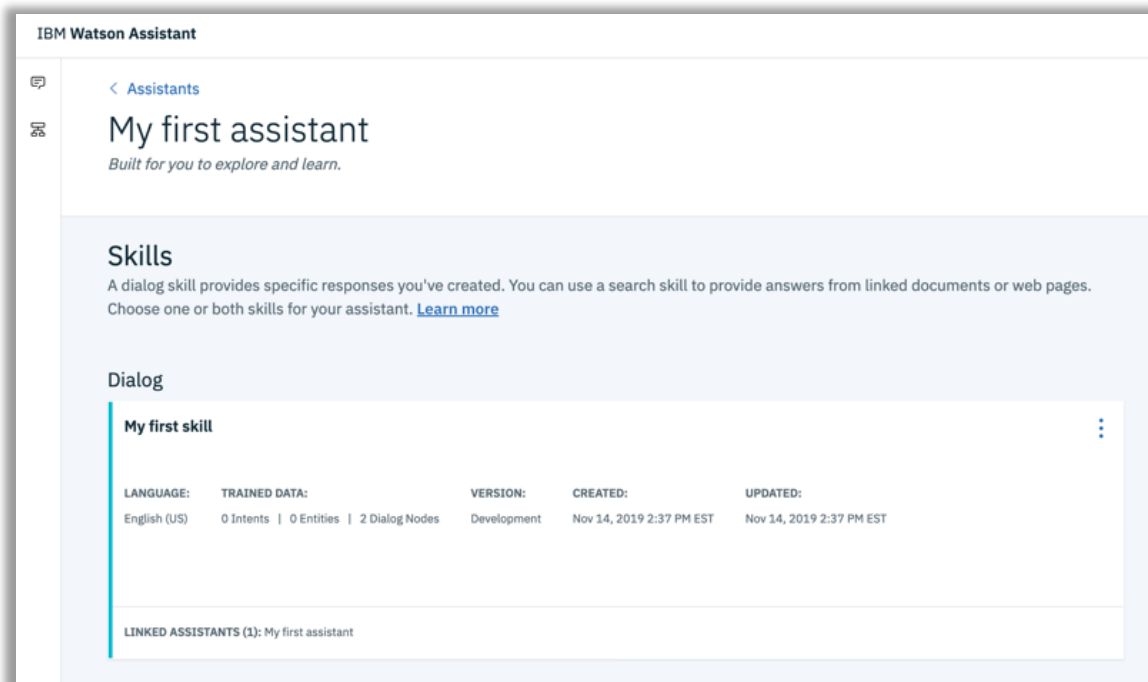 IBM Watson Assistant
Assistants
My first assistant
Built for you to explore and learn.
Skills
A dialog skill provides specific responses you've created. You can use a search skill to provide answers from linked documents or web pages.
Choose one or both skills for your assistant. Learn more
Dialog
My first skill
LANGUAGE: TRAINED DATA: VERSION: CREATED: UPDATED:
English (US) 0 Intents | 0 Entities | 2 Dialog Nodes Development Nov 14, 2019 2:37 PM EST Nov 14, 2019 2:37 PM EST
LINKED ASSISTANTS (1): My first assistant